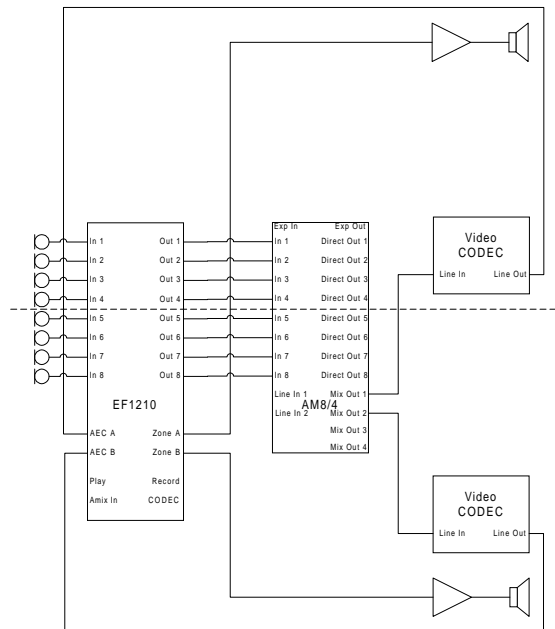 Exp In Exp Out
In 1 Out 1 In 1 Direct Out 1
Video
CODEC
In 2 Out 2 In 2 Direct Out 2
In 3 Out 3 In 3 Direct Out 3
Line In Line Out
In 4 Out 4 In 4 Direct Out 4
In 5 Out 5 In 5 Direct Out 5
In 6 Out 6 In 6 Direct Out 6
In 7 Out 7 In 7 Direct Out 7
In 8 Out 8 In 8 Direct Out 8
Line In 1 Mix Out 1
EF1210 AM8/4
Line In 2 Mix Out 2
AEC A Zone A Mix Out 3
AEC B Zone B Mix Out 4
Play Record
Amix In CODEC
Video
CODEC
Line In Line Out